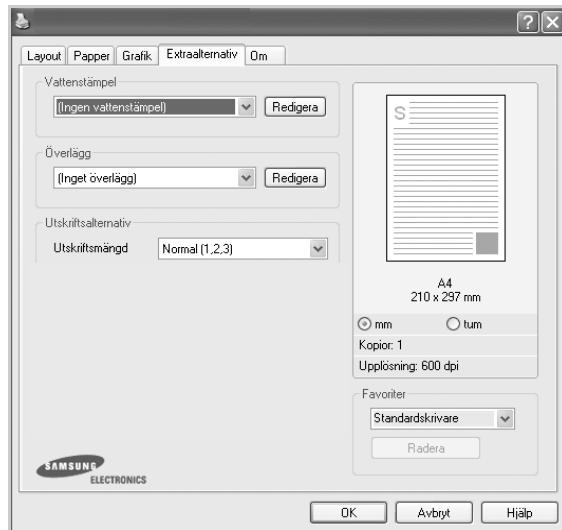 Layout Papper Grafik Extraalternativ Om
Vattenstämpel
(Ingen vattenstämpel) Redigera
Överlägg
(Inget överlägg) Redigera
Utskriftsalternativ
Utskriftsmängd Normal (1,2,3)
S
A4
210 x 297 mm
mm tum
Kopior: 1
Upplösning: 600 dpi
Favoriter
Standardskrivare
Radera
SAMSUNG
ELECTRONICS
OK Avbryt Hjälp